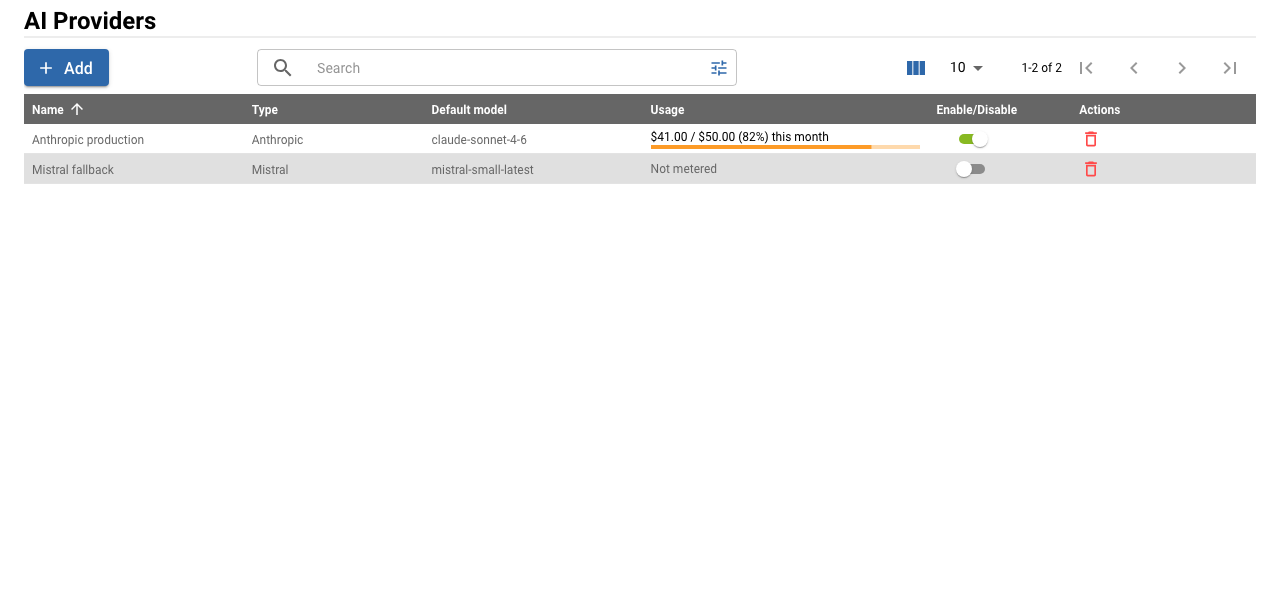 AI Providers
Add
Search
10
1-2 of 2
Name Type Default model Usage Enable/Disable Actions
Anthropic production Anthropic claude-sonnet-4-6 $41.00 / $50.00 (82%) this month
Mistral fallback Mistral mistral-small-latest Not metered